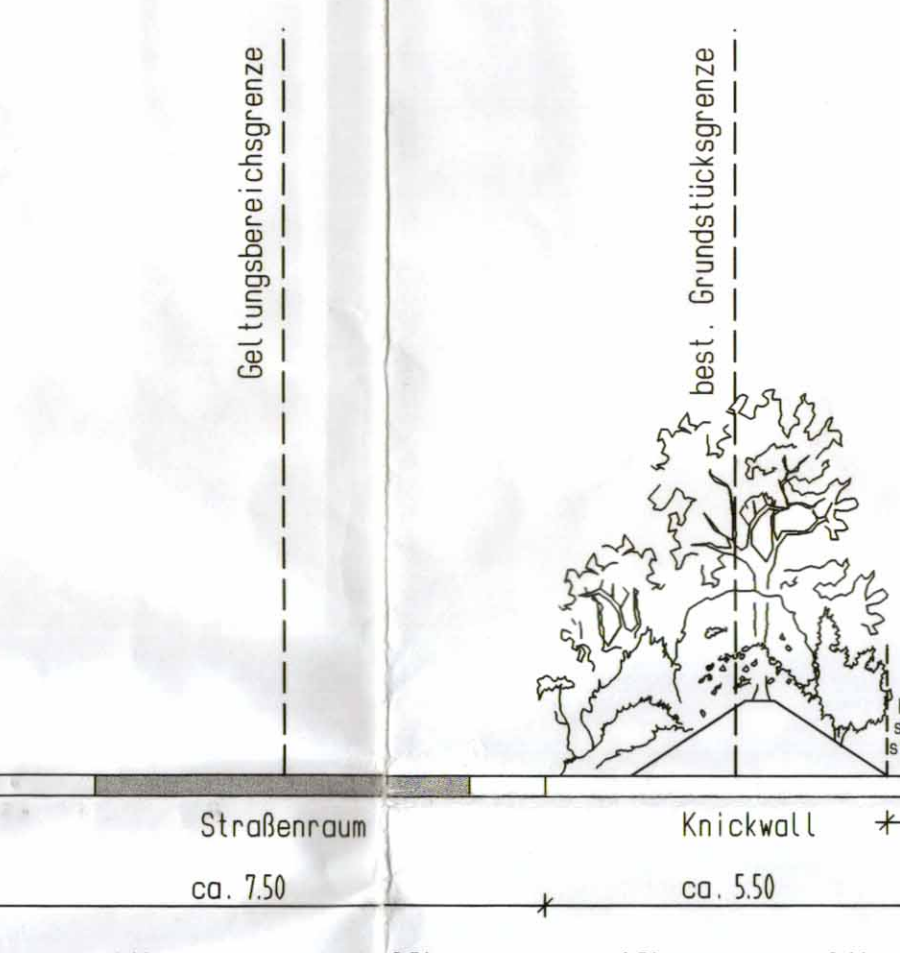 Geltungsbereichsgrenze
best. Grundstücksgrenze
Straßenraum
Knickwall
ca. 7.50
ca. 5.50